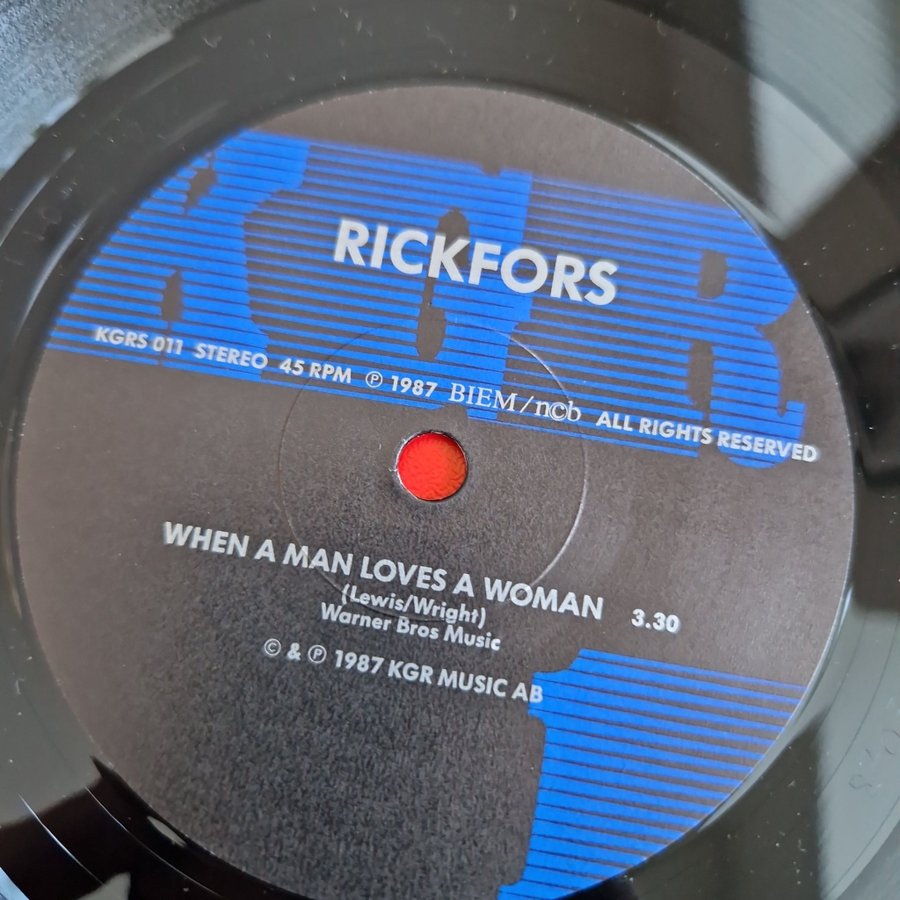 KGR
RICKFORS
KGRS 011 STEREO 45 RPM ℗ 1987 BIEM/n©b ALL RIGHTS RESERVED
WHEN A MAN LOVES A WOMAN 3.30
(Lewis/Wright)
Warner Bros Music
© & ℗ 1987 KGR MUSIC AB